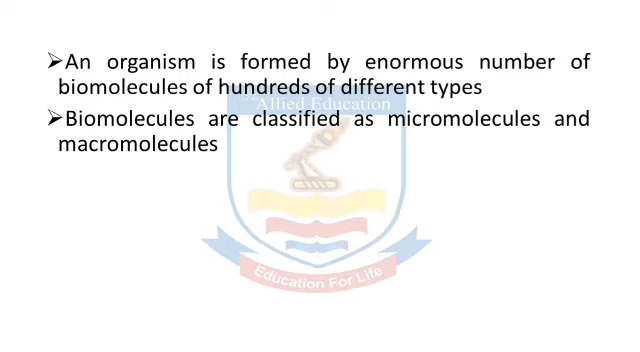 ➢An organism is formed by enormous number of
biomolecules of hundreds of different types
Allied Education
➢Biomolecules are classified as micromolecules and
macromolecules
Education For Life